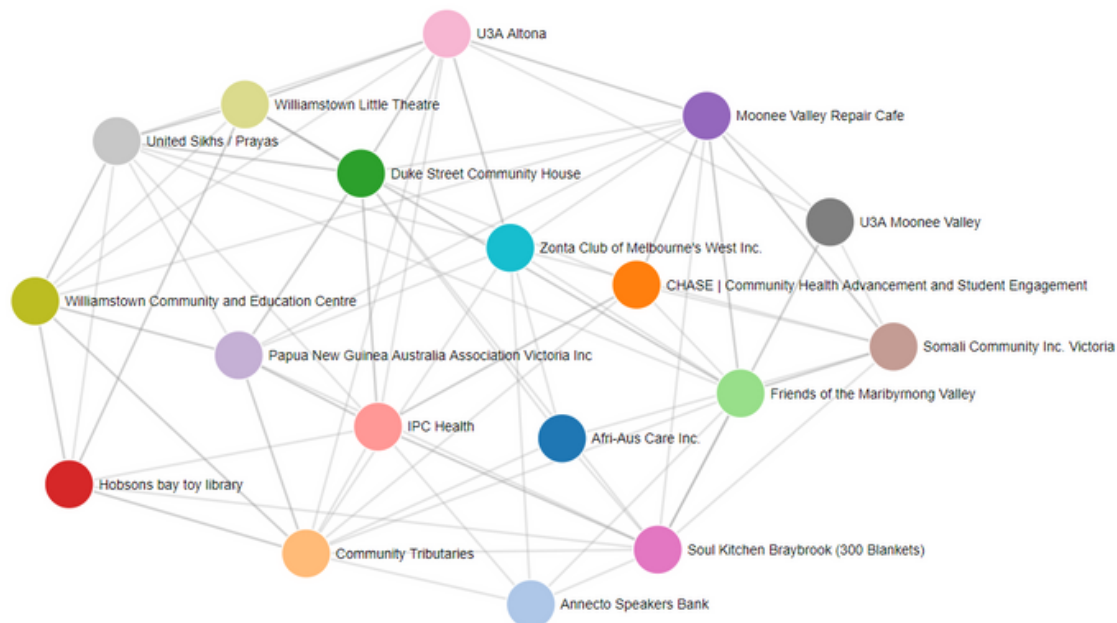 U3A Altona
Williamstown Little Theatre
Moonee Valley Repair Cafe
United Sikhs / Prayas
Duke Street Community House
U3A Moonee Valley
Zonta Club of Melbourne's West Inc.
CHASE | Community Health Advancement and Student Engagement
Williamstown Community and Education Centre
Somali Community Inc. Victoria
Papua New Guinea Australia Association Victoria Inc
Friends of the Maribyrnong Valley
IPC Health
Afri-Aus Care Inc.
Hobsons bay toy library
Soul Kitchen Braybrook (300 Blankets)
Community Tributaries
Annecto Speakers Bank